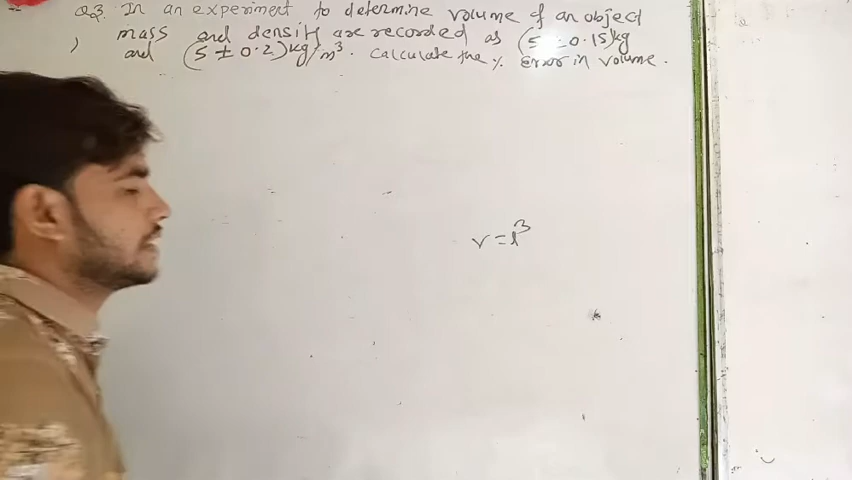 Q3. In an experiment to determine volume of an object
) mass and density are recorded as (5 ± 0.15)kg
and (5 ± 0.2)kg/m³. Calculate the % Error in volume.
v = l³